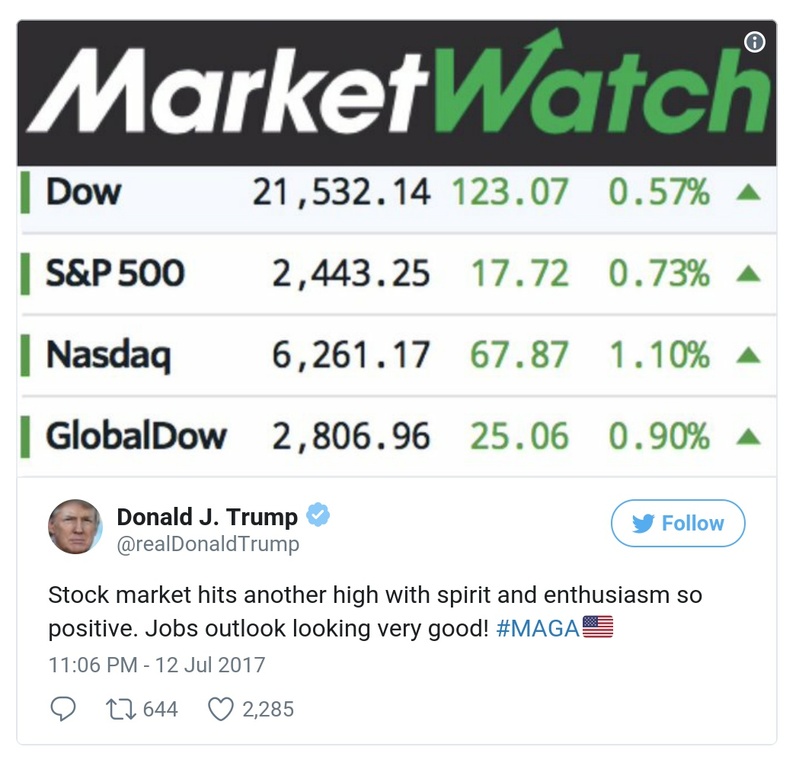 MarketWatch
Dow 21,532.14 123.07 0.57%
S&P 500 2,443.25 17.72 0.73%
Nasdaq 6,261.17 67.87 1.10%
GlobalDow 2,806.96 25.06 0.90%
Donald J. Trump
@realDonaldTrump
Follow
Stock market hits another high with spirit and enthusiasm so
positive. Jobs outlook looking very good! #MAGA
11:06 PM - 12 Jul 2017
644 2,285